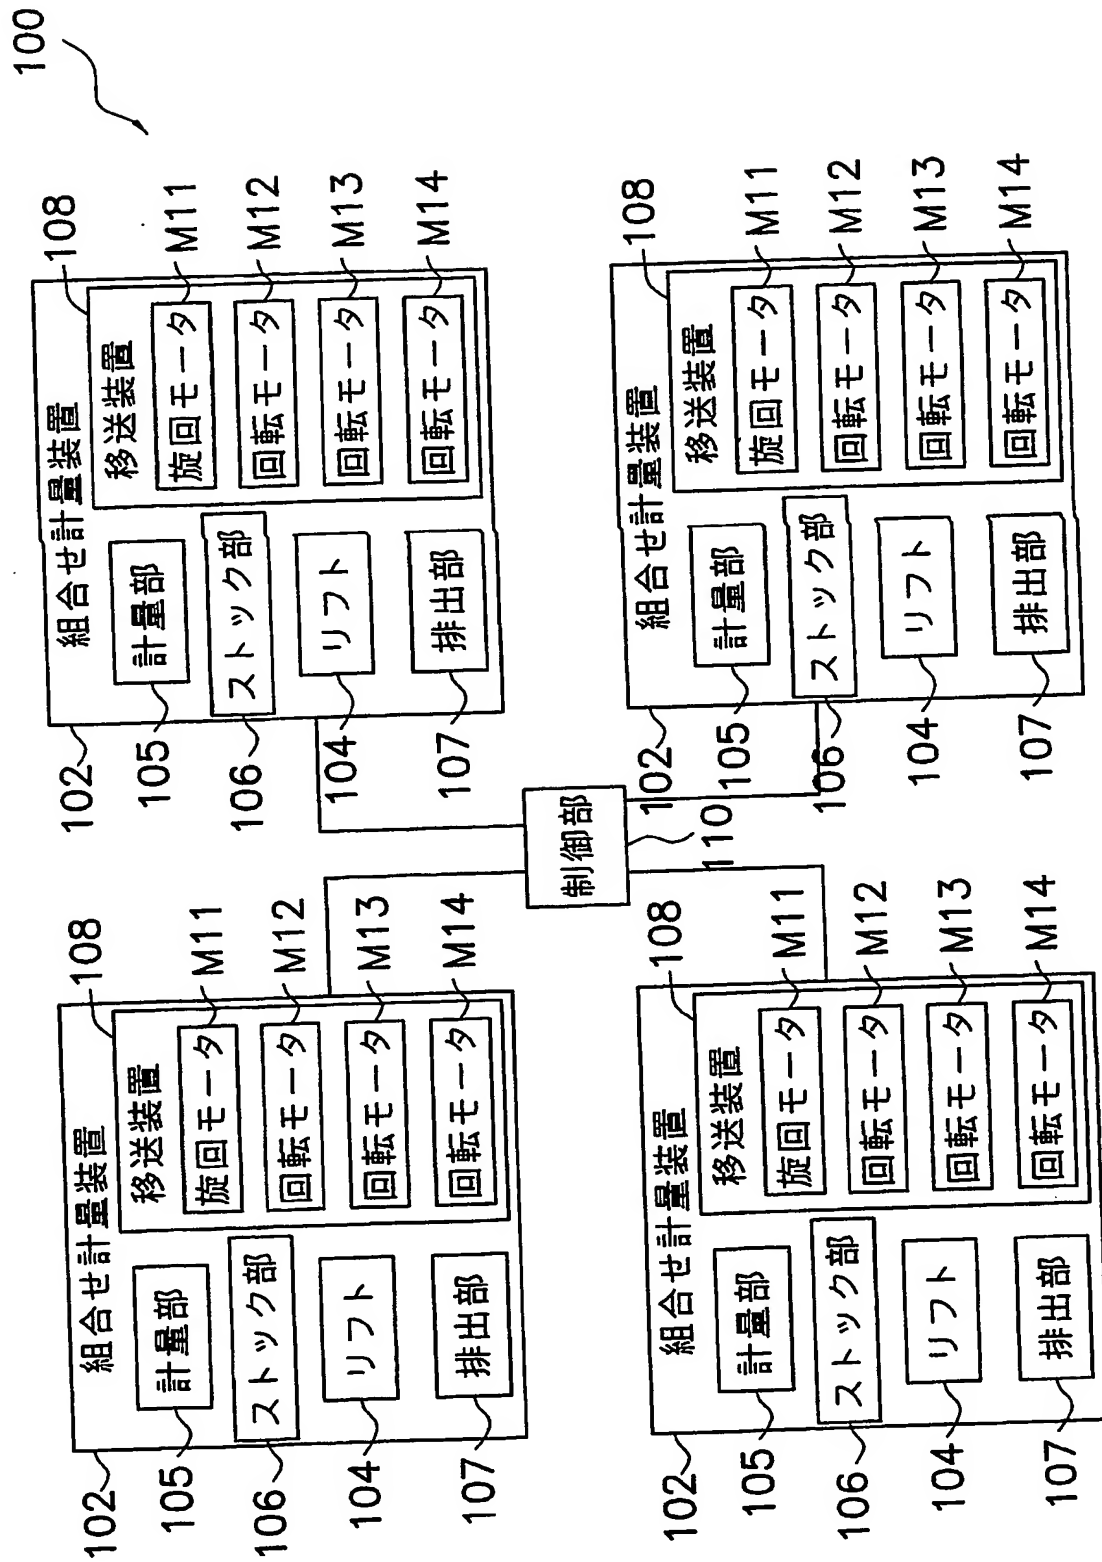 100
組合せ計量装置
102
移送装置
108
計量部
105
旋回モータ
M11
ストック部
106
回転モータ
M12
リフト
104
回転モータ
M13
排出部
107
回転モータ
M14
組合せ計量装置
102
移送装置
108
計量部
105
旋回モータ
M11
ストック部
106
回転モータ
M12
リフト
104
回転モータ
M13
排出部
107
回転モータ
M14
制御部
110
組合せ計量装置
102
移送装置
108
計量部
105
旋回モータ
M11
ストック部
106
回転モータ
M12
リフト
104
回転モータ
M13
排出部
107
回転モータ
M14
組合せ計量装置
102
移送装置
108
計量部
105
旋回モータ
M11
ストック部
106
回転モータ
M12
リフト
104
回転モータ
M13
排出部
107
回転モータ
M14